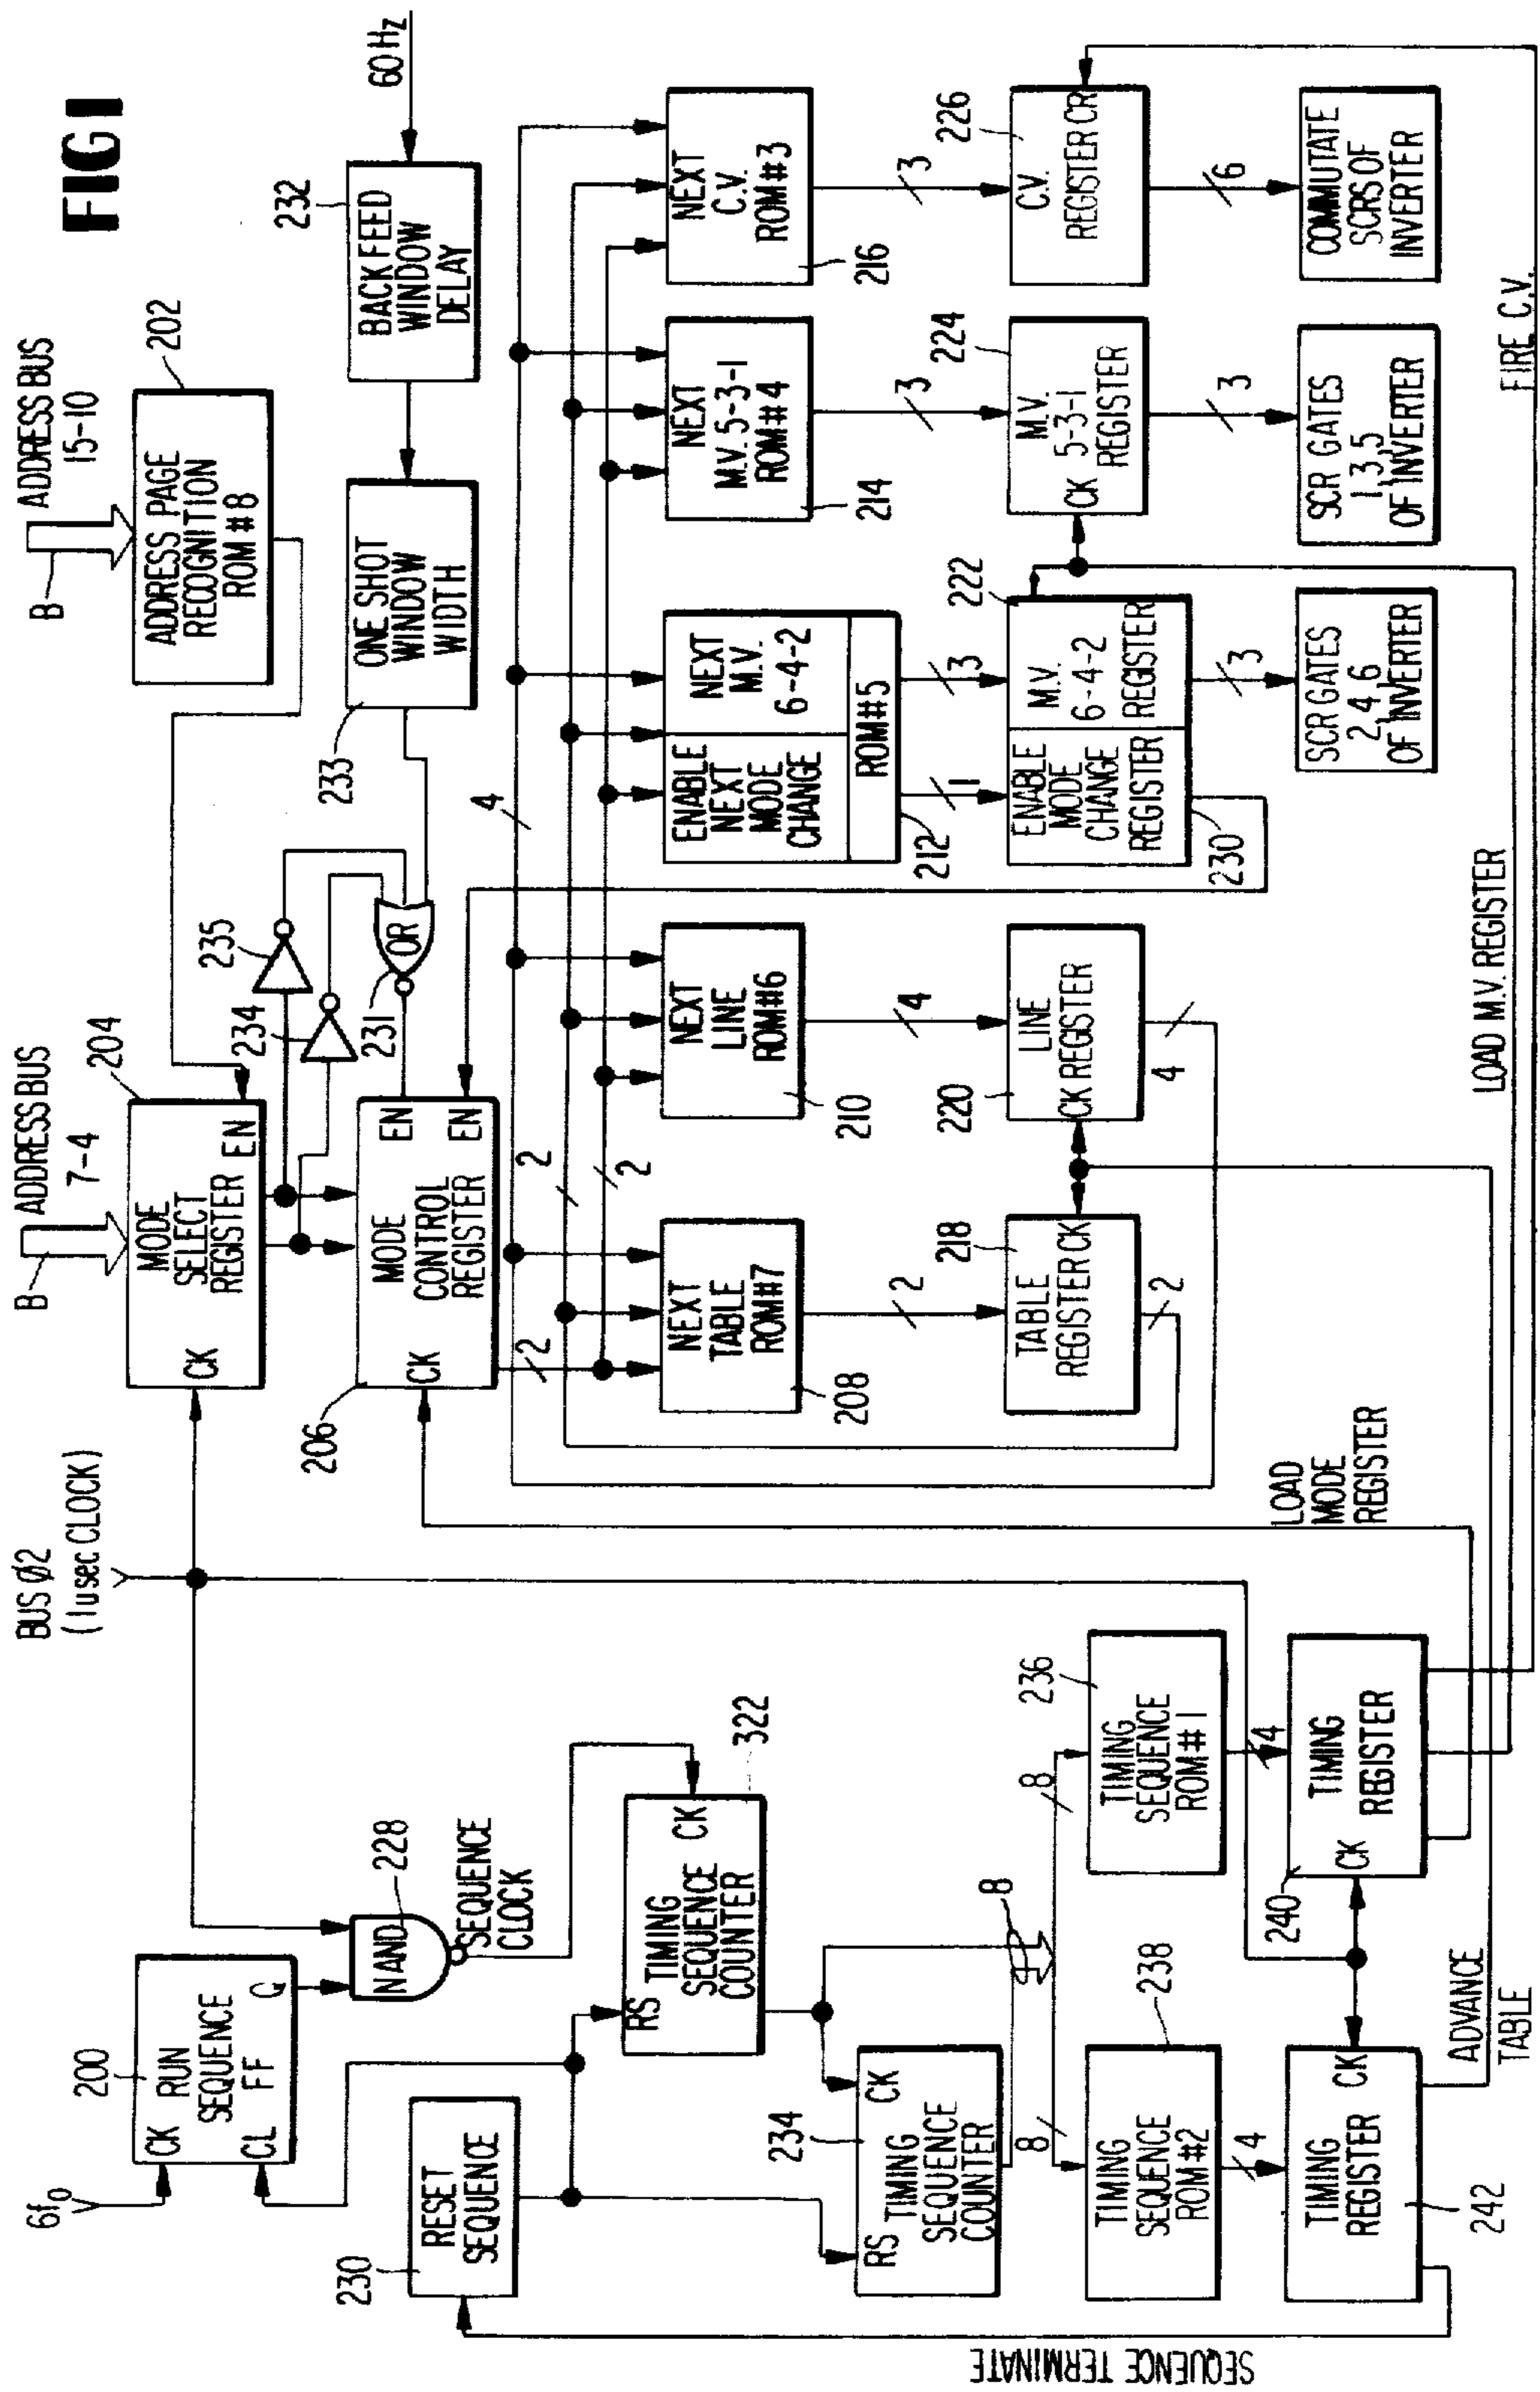 FIG 1
BUS Ø2
(1usec CLOCK)
B
ADDRESS BUS
7-4
B
ADDRESS BUS
15-10
6f0
200
CK
RUN
SEQUENCE
FF
CL
Q
NAND
228
SEQUENCE
CLOCK
MODE
SELECT
REGISTER
CK
EN
204
ADDRESS PAGE
RECOGNITION
ROM #8
202
235
234
231
OR
MODE
CONTROL
REGISTER
CK
EN
EN
206
ONE SHOT
WINDOW
WIDTH
233
BACK FEED
WINDOW
DELAY
232
60 Hz
RESET
SEQUENCE
230
RS
TIMING
SEQUENCE
COUNTER
CK
322
2
2
2
4
NEXT
TABLE
ROM#7
208
NEXT
LINE
ROM#6
210
ENABLE
NEXT
MODE
CHANGE
NEXT
M.V.
6-4-2
ROM#5
212
NEXT
M.V. 5-3-1
ROM#4
214
NEXT
C.V.
ROM#3
216
2
4
1
3
3
3
234
CK
RS
TIMING
SEQUENCE
COUNTER
8
8
8
218
TABLE
REGISTER
CK
2
220
LINE
REGISTER
CK
4
ENABLE
MODE
CHANGE
REGISTER
230
M.V.
6-4-2
REGISTER
222
3
M.V.
5-3-1
REGISTER
CK
224
3
C.V.
REGISTER
CR
226
6
TIMING
SEQUENCE
ROM #2
238
4
TIMING
SEQUENCE
ROM #1
236
4
SCR GATES
2,4 6
OF INVERTER
SCR GATES
1,3,5
OF INVERTER
COMMUTATE
SCRS OF
INVERTER
TIMING
REGISTER
CK
242
TIMING
REGISTER
CK
240
LOAD
MODE
REGISTER
SEQUENCE TERMINATE
ADVANCE
TABLE
LOAD M.V. REGISTER
FIRE C.V.